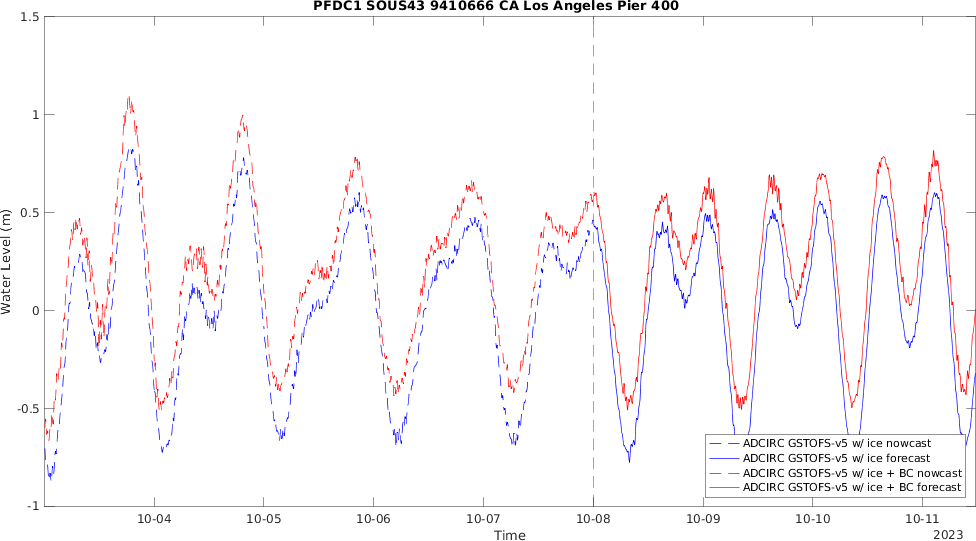 PFDC1 SOUS43 9410666 CA Los Angeles Pier 400
1.5
1
0.5
0
-0.5
-1
Water Level (m)
ADCIRC GSTOFS-v5 w/ ice nowcast
ADCIRC GSTOFS-v5 w/ ice forecast
ADCIRC GSTOFS-v5 w/ ice + BC nowcast
ADCIRC GSTOFS-v5 w/ ice + BC forecast
10-04 10-05 10-06 10-07 10-08 10-09 10-10 10-11
Time
2023